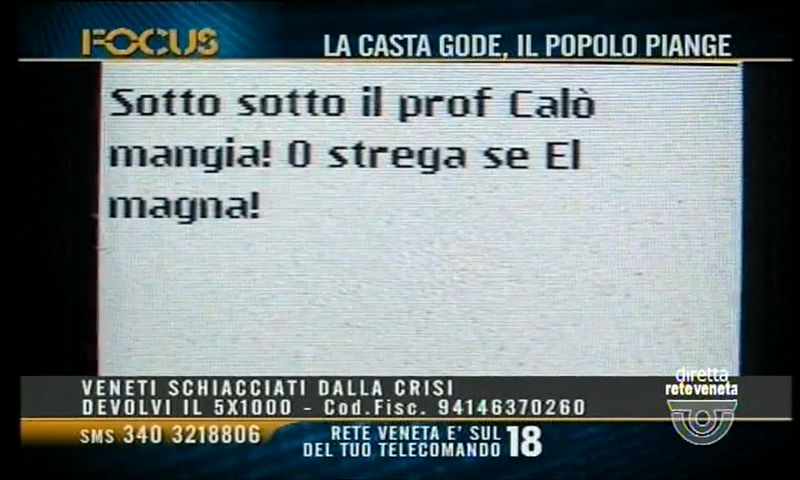 FOCUS
LA CASTA GODE, IL POPOLO PIANGE
Sotto sotto il prof Calò
mangia! O strega se El
magna!
VENETI SCHIACCIATI DALLA CRISI
DEVOLVI IL 5X1000 - Cod.Fisc. 94146370260
diretta
reteveneta
SMS 340 3218806
RETE VENETA E' SUL
DEL TUO TELECOMANDO 18